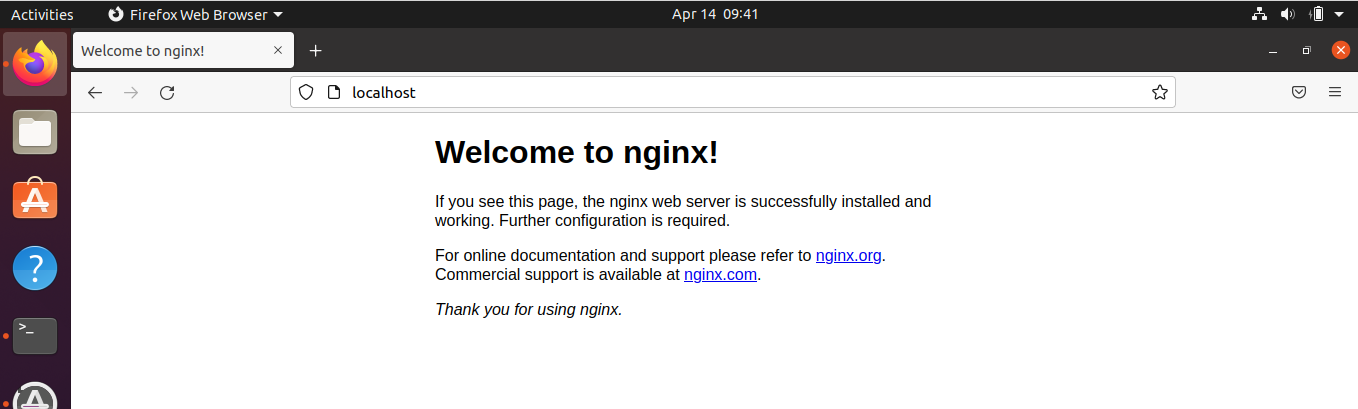 Activities Firefox Web Browser Apr 14 09:41
Welcome to nginx!
localhost
Welcome to nginx!
If you see this page, the nginx web server is successfully installed and
working. Further configuration is required.
For online documentation and support please refer to nginx.org.
Commercial support is available at nginx.com.
Thank you for using nginx.